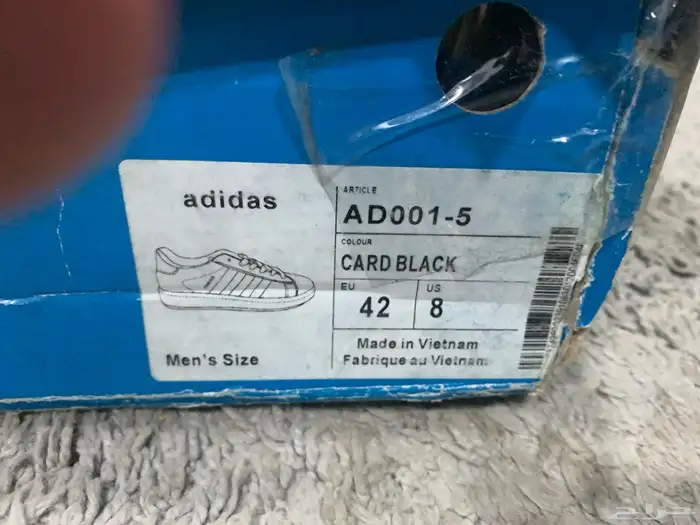 adidas
Men's Size
ARTICLE
AD001-5
COLOUR
CARD BLACK
EU
42
US
8
Made in Vietnam
Fabrique au Vietnam
حراج